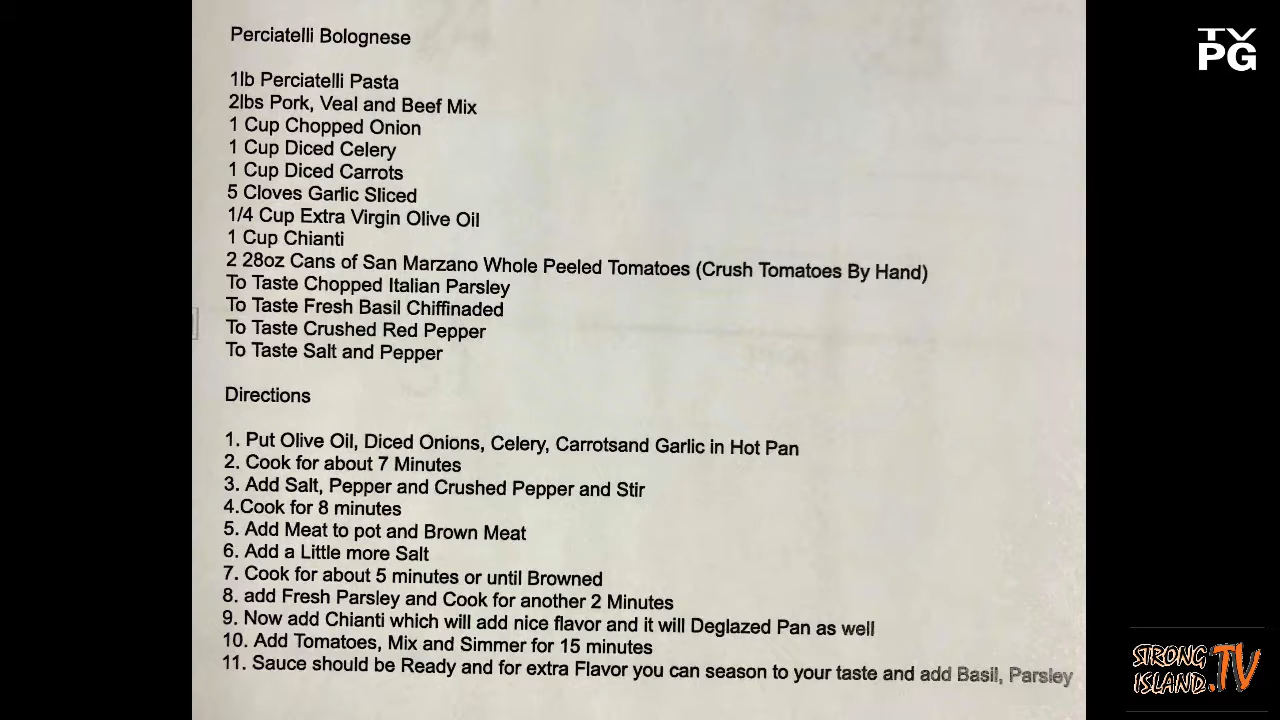 Perciatelli Bolognese
1lb Perciatelli Pasta
2lbs Pork, Veal and Beef Mix
1 Cup Chopped Onion
1 Cup Diced Celery
1 Cup Diced Carrots
5 Cloves Garlic Sliced
1/4 Cup Extra Virgin Olive Oil
1 Cup Chianti
2 28oz Cans of San Marzano Whole Peeled Tomatoes (Crush Tomatoes By Hand)
To Taste Chopped Italian Parsley
To Taste Fresh Basil Chiffinaded
To Taste Crushed Red Pepper
To Taste Salt and Pepper
Directions
1. Put Olive Oil, Diced Onions, Celery, Carrotsand Garlic in Hot Pan
2. Cook for about 7 Minutes
3. Add Salt, Pepper and Crushed Pepper and Stir
4.Cook for 8 minutes
5. Add Meat to pot and Brown Meat
6. Add a Little more Salt
7. Cook for about 5 minutes or until Browned
8. add Fresh Parsley and Cook for another 2 Minutes
9. Now add Chianti which will add nice flavor and it will Deglazed Pan as well
10. Add Tomatoes, Mix and Simmer for 15 minutes
11. Sauce should be Ready and for extra Flavor you can season to your taste and add Basil, Parsley
TV
PG
STRONG
ISLAND.TV